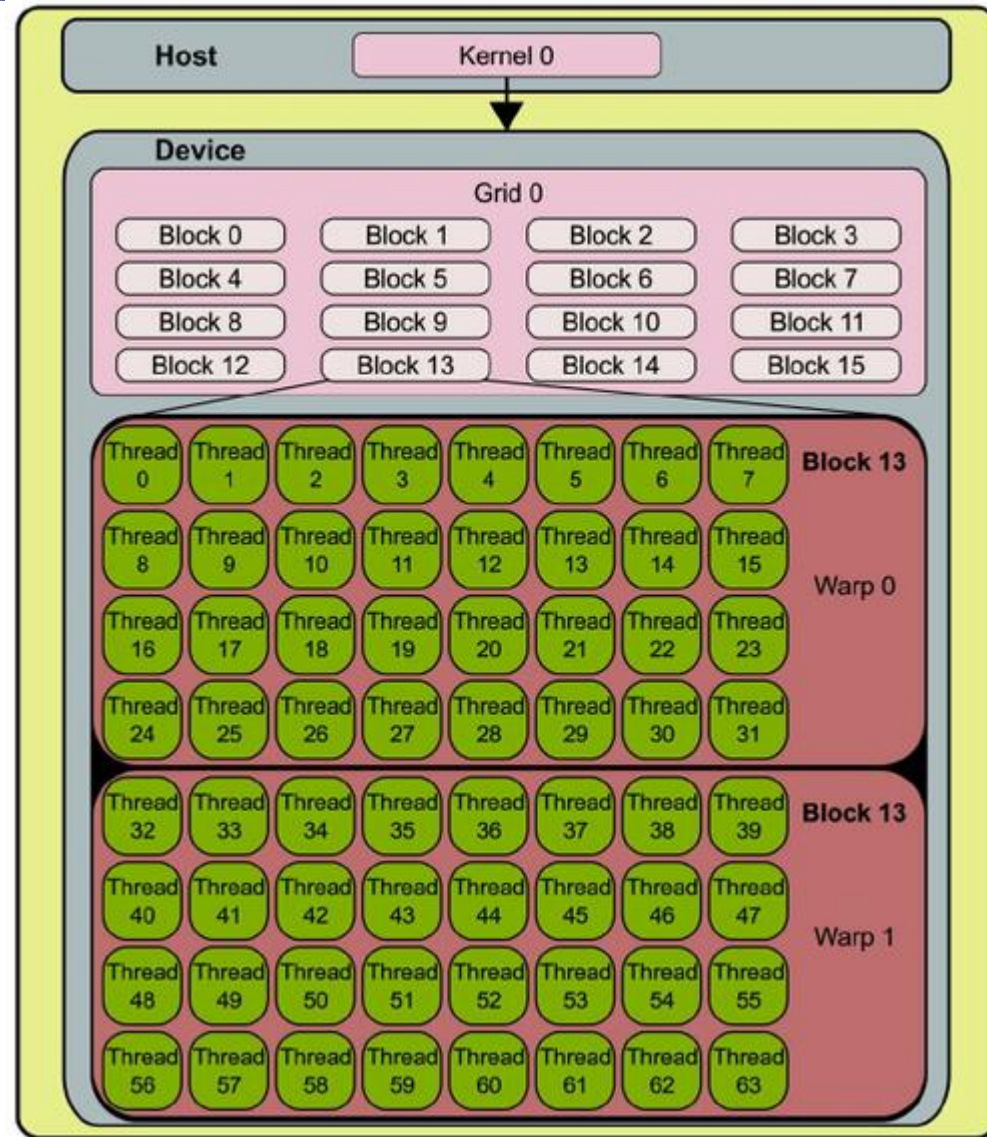 Host
Kernel 0
Device
Grid 0
Block 0 Block 1 Block 2 Block 3
Block 4 Block 5 Block 6 Block 7
Block 8 Block 9 Block 10 Block 11
Block 12 Block 13 Block 14 Block 15
Thread Thread Thread Thread Thread Thread Thread Thread Block 13
0 1 2 3 4 5 6 7
Thread Thread Thread Thread Thread Thread Thread Thread
8 9 10 11 12 13 14 15
Warp 0
Thread Thread Thread Thread Thread Thread Thread Thread
16 17 18 19 20 21 22 23
Thread Thread Thread Thread Thread Thread Thread Thread
24 25 26 27 28 29 30 31
Thread Thread Thread Thread Thread Thread Thread Thread Block 13
32 33 34 35 36 37 38 39
Thread Thread Thread Thread Thread Thread Thread Thread
40 41 42 43 44 45 46 47
Warp 1
Thread Thread Thread Thread Thread Thread Thread Thread
48 49 50 51 52 53 54 55
Thread Thread Thread Thread Thread Thread Thread Thread
56 57 58 59 60 61 62 63